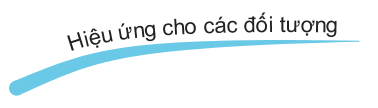 Hiệu ứng cho các đối tượng